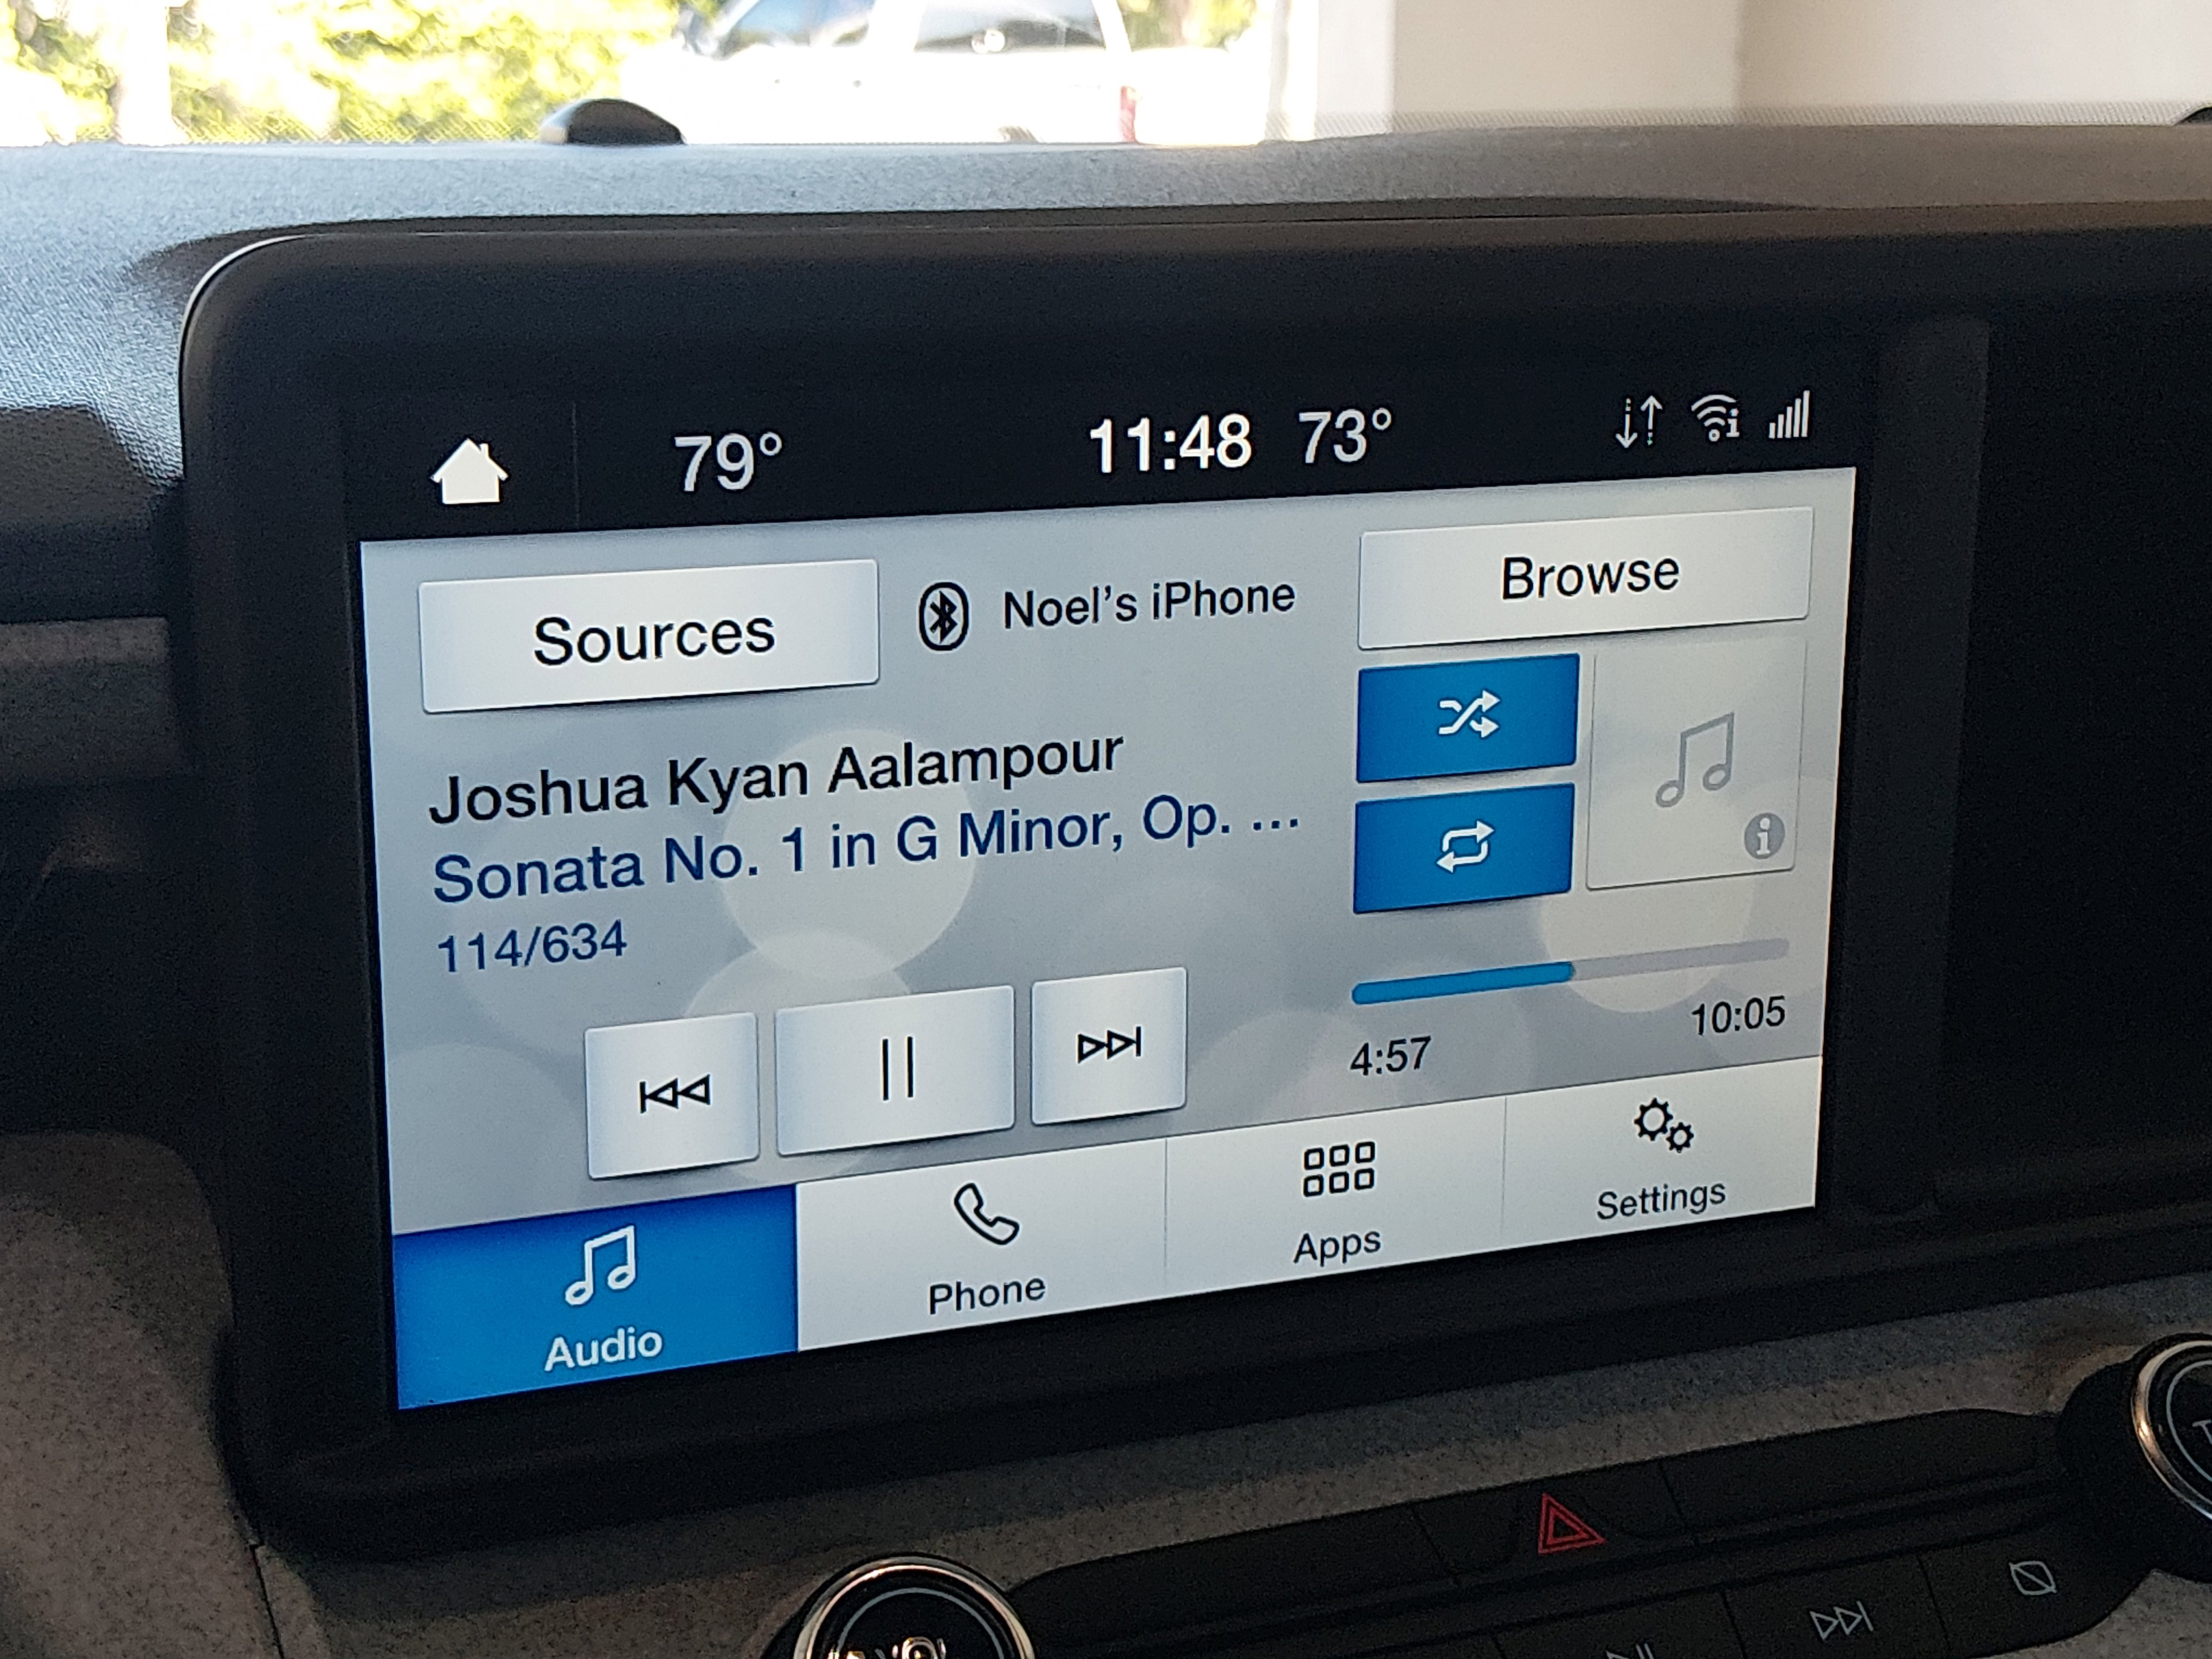 79° 11:48 73°
Sources Noel's iPhone Browse
Joshua Kyan Aalampour
Sonata No. 1 in G Minor, Op. ...
114/634
4:57 10:05
Audio Phone Apps Settings